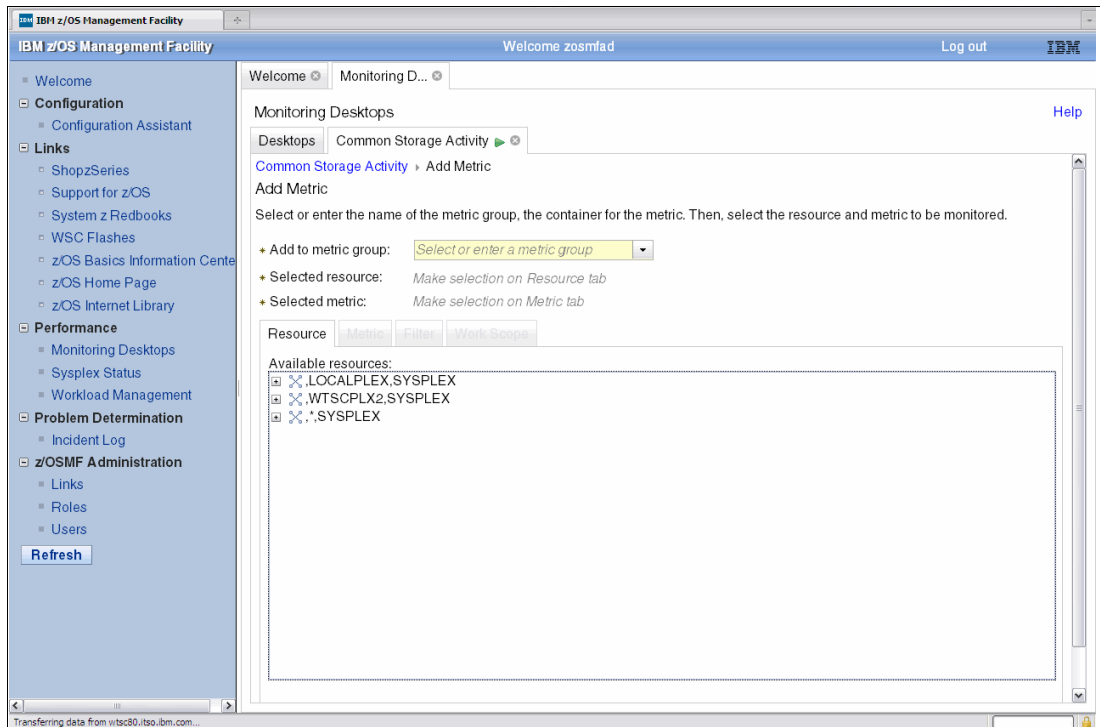 IBM z/OS Management Facility
IBM z/OS Management Facility Welcome zosmfad Log out IBM
Welcome
Configuration
Configuration Assistant
Links
ShopzSeries
Support for z/OS
System z Redbooks
WSC Flashes
z/OS Basics Information Cente
z/OS Home Page
z/OS Internet Library
Performance
Monitoring Desktops
Sysplex Status
Workload Management
Problem Determination
Incident Log
z/OSMF Administration
Links
Roles
Users
Refresh
Welcome Monitoring D...
Monitoring Desktops Help
Desktops Common Storage Activity
Common Storage Activity Add Metric
Add Metric
Select or enter the name of the metric group, the container for the metric. Then, select the resource and metric to be monitored.
* Add to metric group: Select or enter a metric group
* Selected resource: Make selection on Resource tab
* Selected metric: Make selection on Metric tab
Resource Metric Filter Work Scope
Available resources:
,LOCALPLEX,SYSPLEX
,WTSCPLX2,SYSPLEX
,*,SYSPLEX
Transferring data from wtsc80.itso.ibm.com...